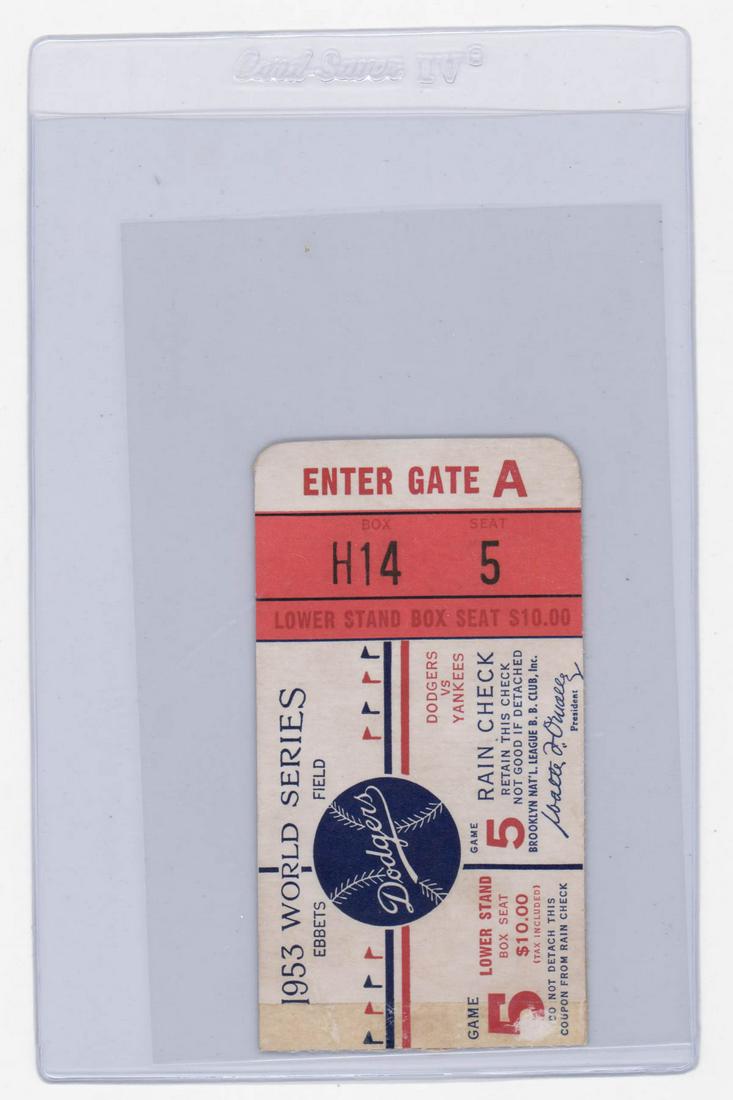 Card-Saver IV®
ENTER GATE A
BOX SEAT
H14 5
LOWER STAND BOX SEAT $10.00
1953 WORLD SERIES
EBBETS FIELD
Dodgers
DODGERS
VS
YANKEES
GAME
5
RAIN CHECK
RETAIN THIS CHECK
NOT GOOD IF DETACHED
BROOKLYN NAT'L. LEAGUE B. B. CLUB, Inc.
Walter F. O'Malley
President
GAME
5
LOWER STAND
BOX SEAT
$10.00
(TAX INCLUDED)
DO NOT DETACH THIS
COUPON FROM RAIN CHECK